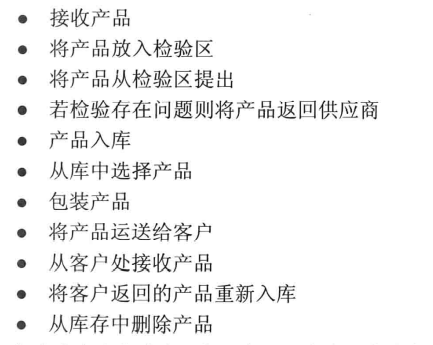 ● 接收产品
● 将产品放入检验区
● 将产品从检验区提出
● 若检验存在问题则将产品返回供应商
● 产品入库
● 从库中选择产品
● 包装产品
● 将产品运送给客户
● 从客户处接收产品
● 将客户返回的产品重新入库
● 从库存中删除产品